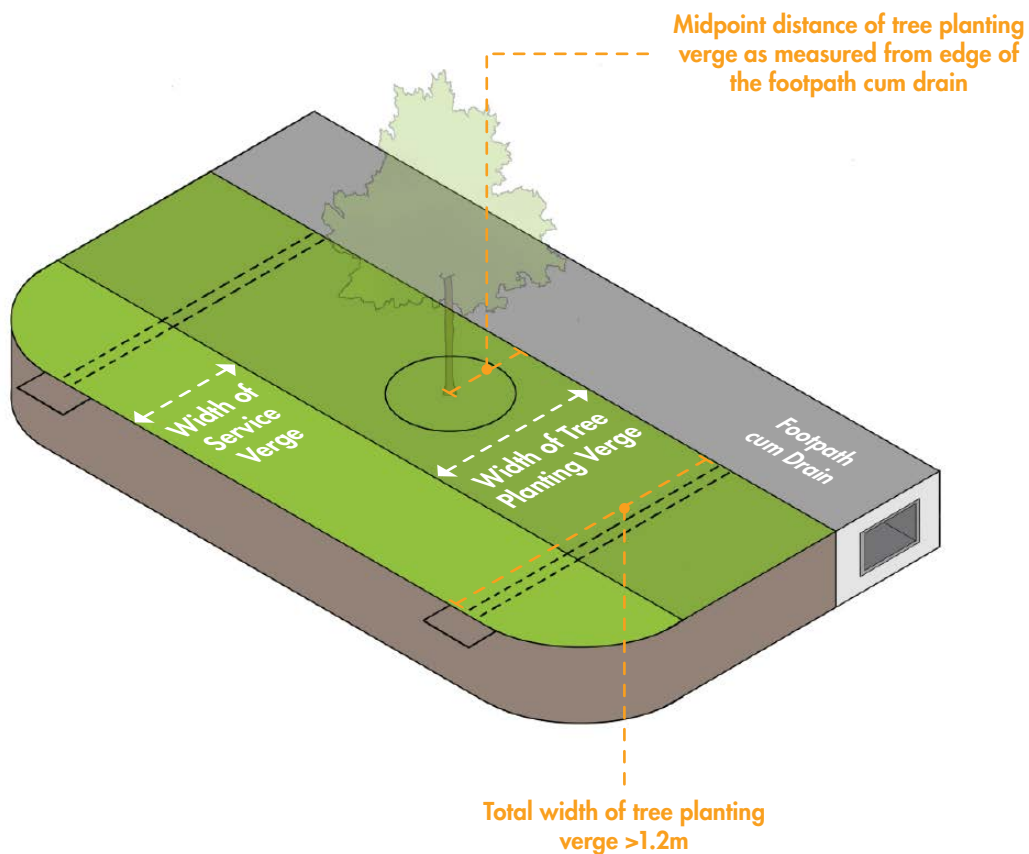 Midpoint distance of tree planting
verge as measured from edge of
the footpath cum drain
Width of
Service
Verge
Width of Tree
Planting Verge
Footpath
cum Drain
Total width of tree planting
verge >1.2m